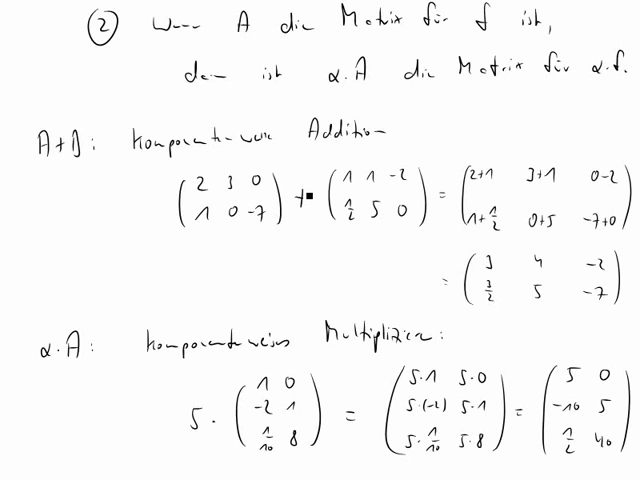 ② Wenn A die Matrix für f ist,
dann ist α·A die Matrix für α·f.
A+B: komponentenweise Addition
(2 3 0; 1 0 -7) + (1 1 -2; 1/2 5 0) = (2+1 3+1 0-2; 1+1/2 0+5 -7+0)
= (3 4 -2; 3/2 5 -7)
α·A: komponentenweises Multiplizieren:
5 · (1 0; -2 1; 1/10 8) = (5·1 5·0; 5·(-2) 5·1; 5·1/10 5·8) = (5 0; -10 5; 1/2 40)